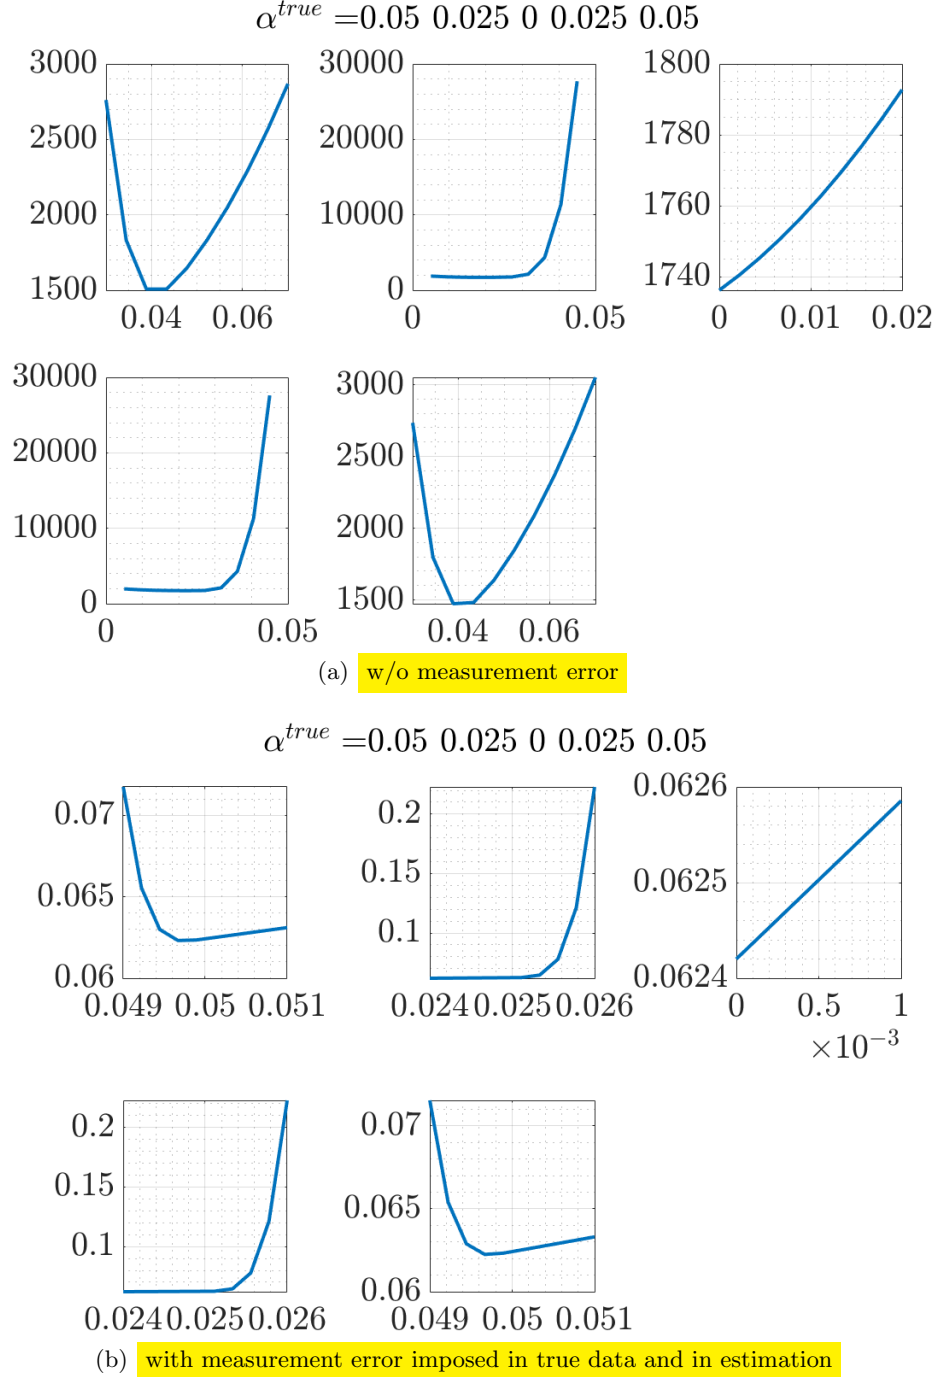 α^true =0.05 0.025 0 0.025 0.05
3000 30000 1800
2500 20000 1780
2000 10000 1760
1500 0 1740
0.04 0.06 0 0.05 0 0.01 0.02
30000 3000
20000 2500
10000 2000
0 1500
0 0.05 0.04 0.06
(a) w/o measurement error
α^true =0.05 0.025 0 0.025 0.05
0.07 0.2 0.0626
0.065 0.15 0.0625
0.06 0.1 0.0624
0.049 0.05 0.051 0.024 0.025 0.026 0 0.5 1
×10^−3
0.2 0.07
0.15 0.065
0.1 0.06
0.024 0.025 0.026 0.049 0.05 0.051
(b) with measurement error imposed in true data and in estimation